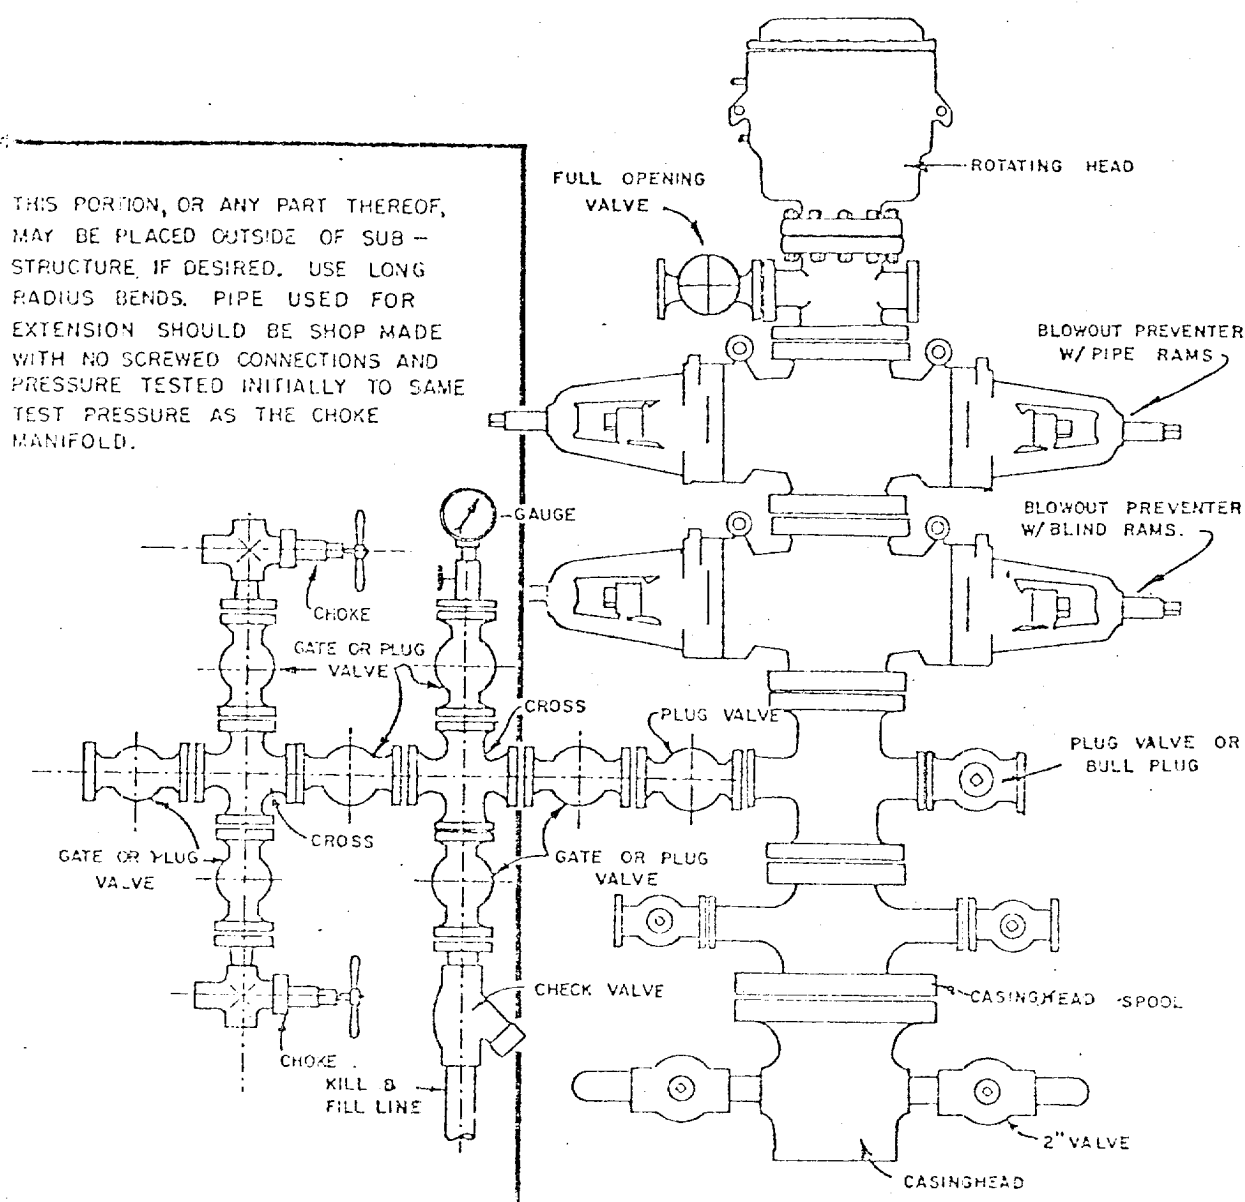 THIS PORTION, OR ANY PART THEREOF,
MAY BE PLACED OUTSIDE OF SUB-
STRUCTURE, IF DESIRED. USE LONG
RADIUS BENDS. PIPE USED FOR
EXTENSION SHOULD BE SHOP MADE
WITH NO SCREWED CONNECTIONS AND
PRESSURE TESTED INITIALLY TO SAME
TEST PRESSURE AS THE CHOKE
MANIFOLD.
ROTATING HEAD
FULL OPENING
VALVE
BLOWOUT PREVENTER
W/PIPE RAMS
BLOWOUT PREVENTER
W/BLIND RAMS.
GAUGE
CHOKE
GATE OR PLUG
VALVE
CROSS
PLUG VALVE
PLUG VALVE OR
BULL PLUG
CROSS
GATE OR PLUG
VALVE
GATE OR PLUG
VALVE
CHECK VALVE
CASINGHEAD SPOOL
CHOKE
KILL &
FILL LINE
2" VALVE
CASINGHEAD